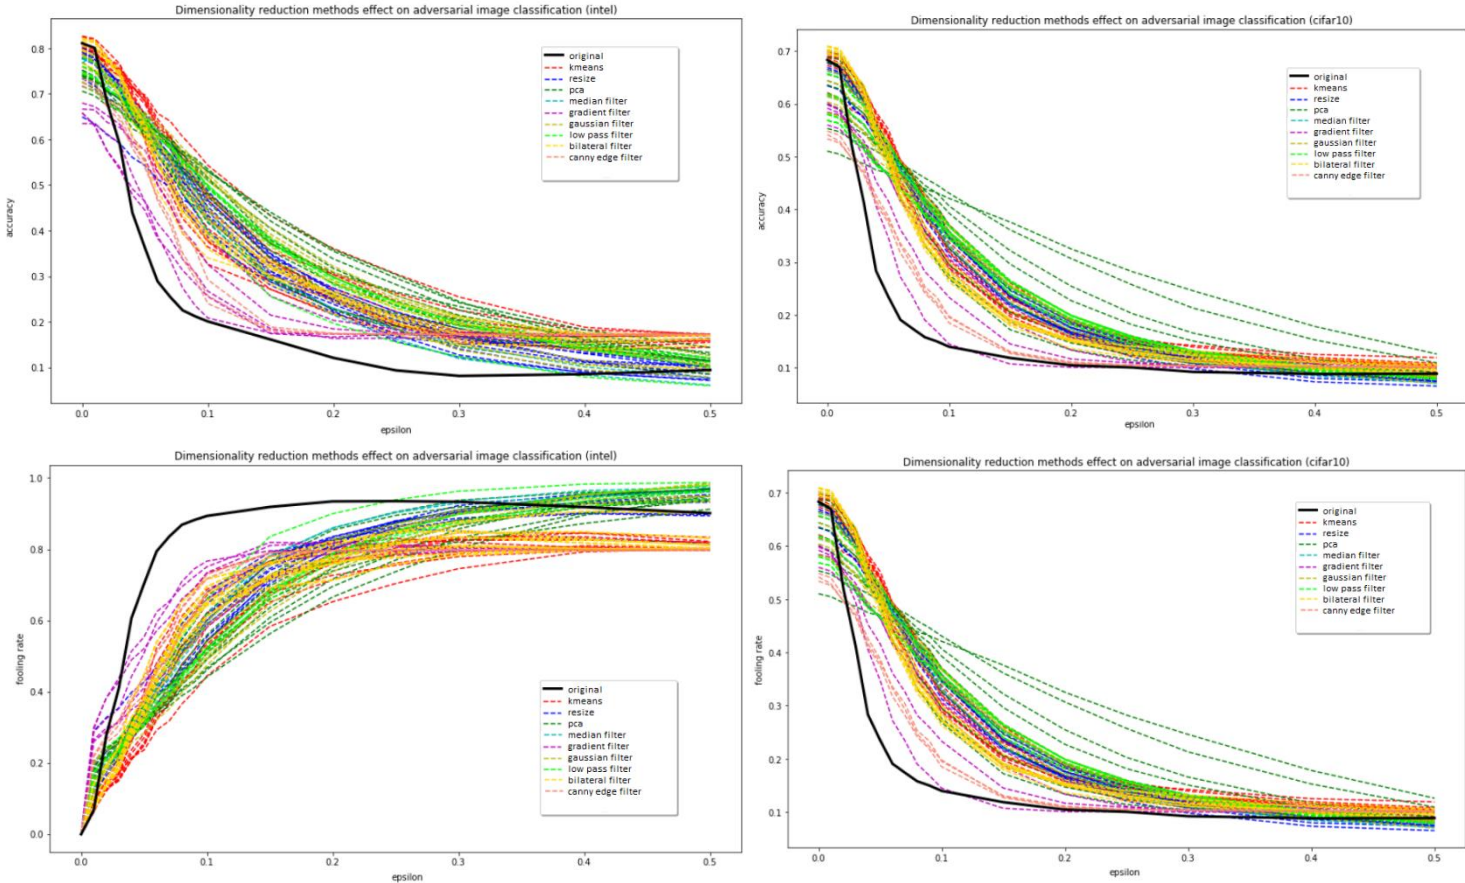 Dimensionality reduction methods effect on adversarial image classification (intel)
0.8
0.7
0.6
0.5
0.4
0.3
0.2
0.1
accuracy
original
kmeans
resize
pca
median filter
gradient filter
gaussian filter
low pass filter
bilateral filter
canny edge filter
0.0 0.1 0.2 0.3 0.4 0.5
epsilon
Dimensionality reduction methods effect on adversarial image classification (cifar10)
0.7
0.6
0.5
0.4
0.3
0.2
0.1
accuracy
original
kmeans
resize
pca
median filter
gradient filter
gaussian filter
low pass filter
bilateral filter
canny edge filter
0.0 0.1 0.2 0.3 0.4 0.5
epsilon
Dimensionality reduction methods effect on adversarial image classification (intel)
1.0
0.8
0.6
0.4
0.2
0.0
fooling rate
original
kmeans
resize
pca
median filter
gradient filter
gaussian filter
low pass filter
bilateral filter
canny edge filter
0.0 0.1 0.2 0.3 0.4 0.5
epsilon
Dimensionality reduction methods effect on adversarial image classification (cifar10)
0.7
0.6
0.5
0.4
0.3
0.2
0.1
fooling rate
original
kmeans
resize
pca
median filter
gradient filter
gaussian filter
low pass filter
bilateral filter
canny edge filter
0.0 0.1 0.2 0.3 0.4 0.5
epsilon